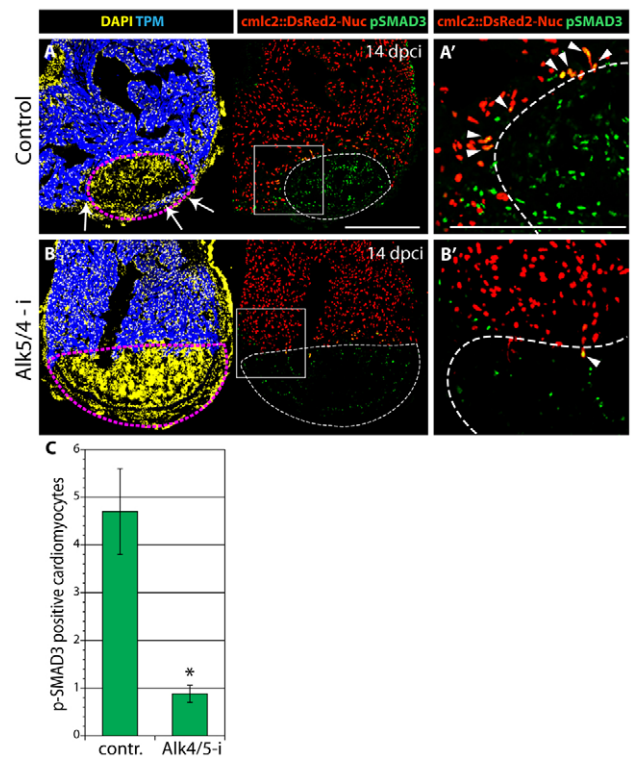 DAPI TPM
cmlc2::DsRed2-Nuc pSMAD3
cmlc2::DsRed2-Nuc pSMAD3
Control
A
14 dpci
A'
Alk5/4 - i
B
14 dpci
B'
C
p-SMAD3 positive cardiomyocytes
6
5
4
3
2
1
0
*
contr.
Alk4/5-i